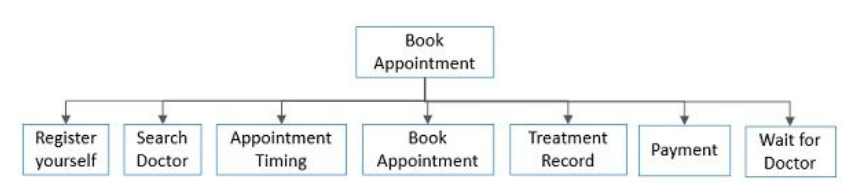 Book
Appointment
Register
yourself
Search
Doctor
Appointment
Timing
Book
Appointment
Treatment
Record
Payment
Wait for
Doctor